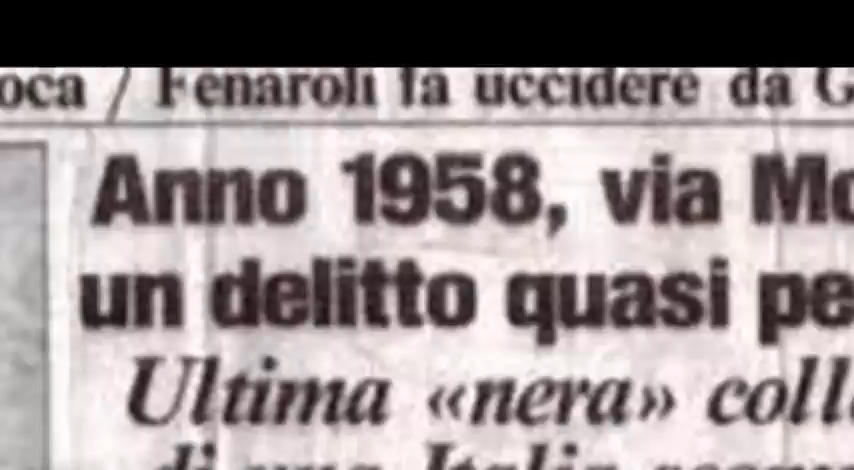 oca / Fenaroli fa uccidere da G
Anno 1958, via Mo
un delitto quasi pe
Ultima «nera» coll
di una Italia